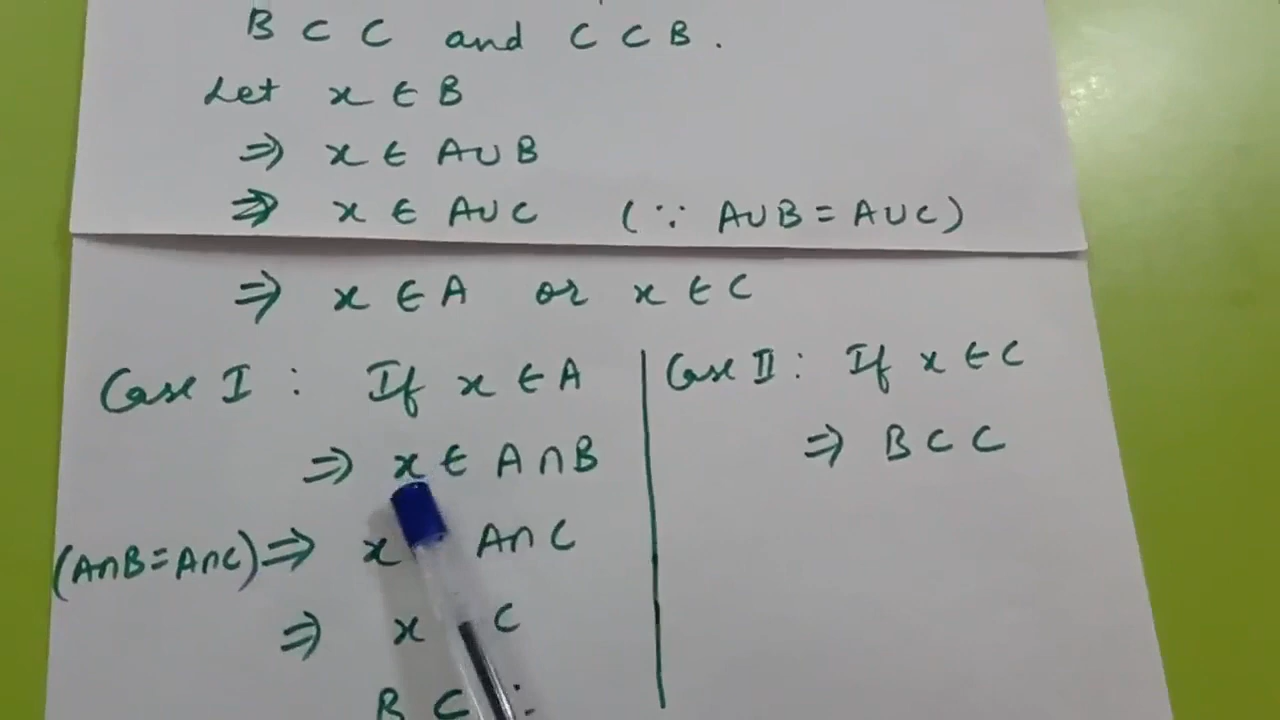 B ⊂ C and C ⊂ B.
Let x ∈ B
⇒ x ∈ A∪B
⇒ x ∈ A∪C (∵ A∪B = A∪C)
⇒ x ∈ A or x ∈ C
Case I : If x ∈ A
⇒ x ∈ A∩B
(A∩B = A∩C) ⇒ x A∩C
⇒ x C
B ⊂
Case II : If x ∈ C
⇒ B ⊂ C